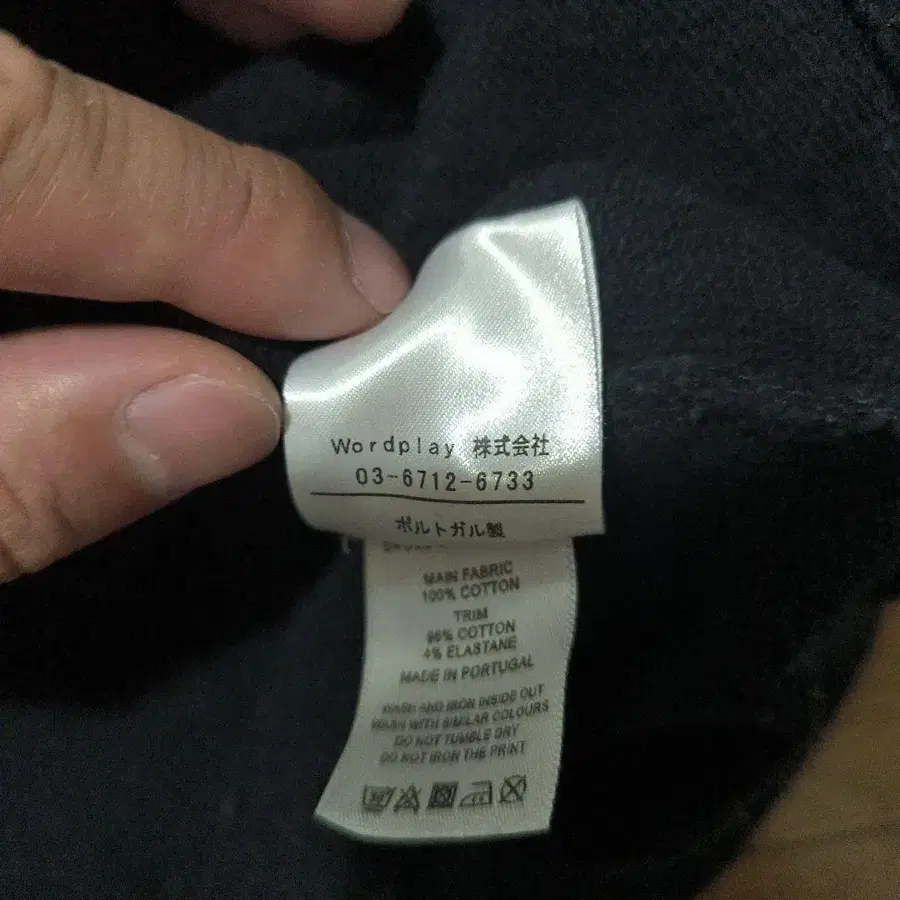 Wordplay 株式会社
03-6712-6733
ポルトガル製
MAIN FABRIC
100% COTTON
TRIM
96% COTTON
4% ELASTANE
MADE IN PORTUGAL
WASH AND IRON INSIDE OUT
WASH WITH SIMILAR COLOURS
DO NOT TUMBLE DRY
DO NOT IRON THE PRINT